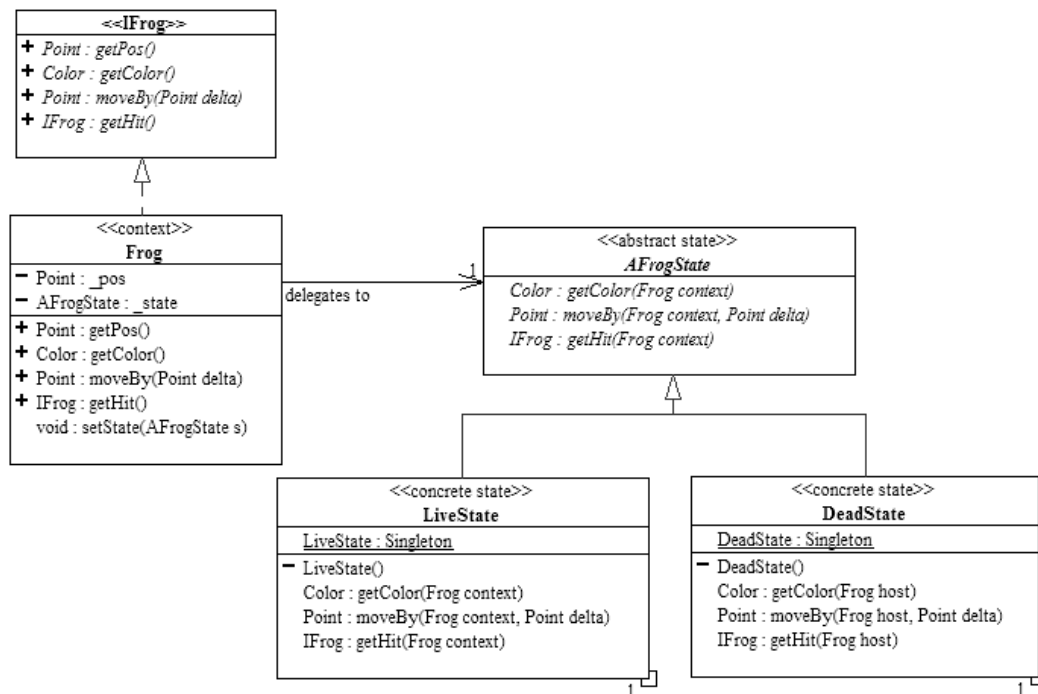 <<IFrog>>
+ Point : getPos()
+ Color : getColor()
+ Point : moveBy(Point delta)
+ IFrog : getHit()
<<context>>
Frog
− Point : _pos
− AFrogState : _state
+ Point : getPos()
+ Color : getColor()
+ Point : moveBy(Point delta)
+ IFrog : getHit()
void : setState(AFrogState s)
delegates to
1
<<abstract state>>
AFrogState
Color : getColor(Frog context)
Point : moveBy(Frog context, Point delta)
IFrog : getHit(Frog context)
<<concrete state>>
LiveState
LiveState : Singleton
− LiveState()
Color : getColor(Frog context)
Point : moveBy(Frog context, Point delta)
IFrog : getHit(Frog context)
1
<<concrete state>>
DeadState
DeadState : Singleton
− DeadState()
Color : getColor(Frog host)
Point : moveBy(Frog host, Point delta)
IFrog : getHit(Frog host)
1